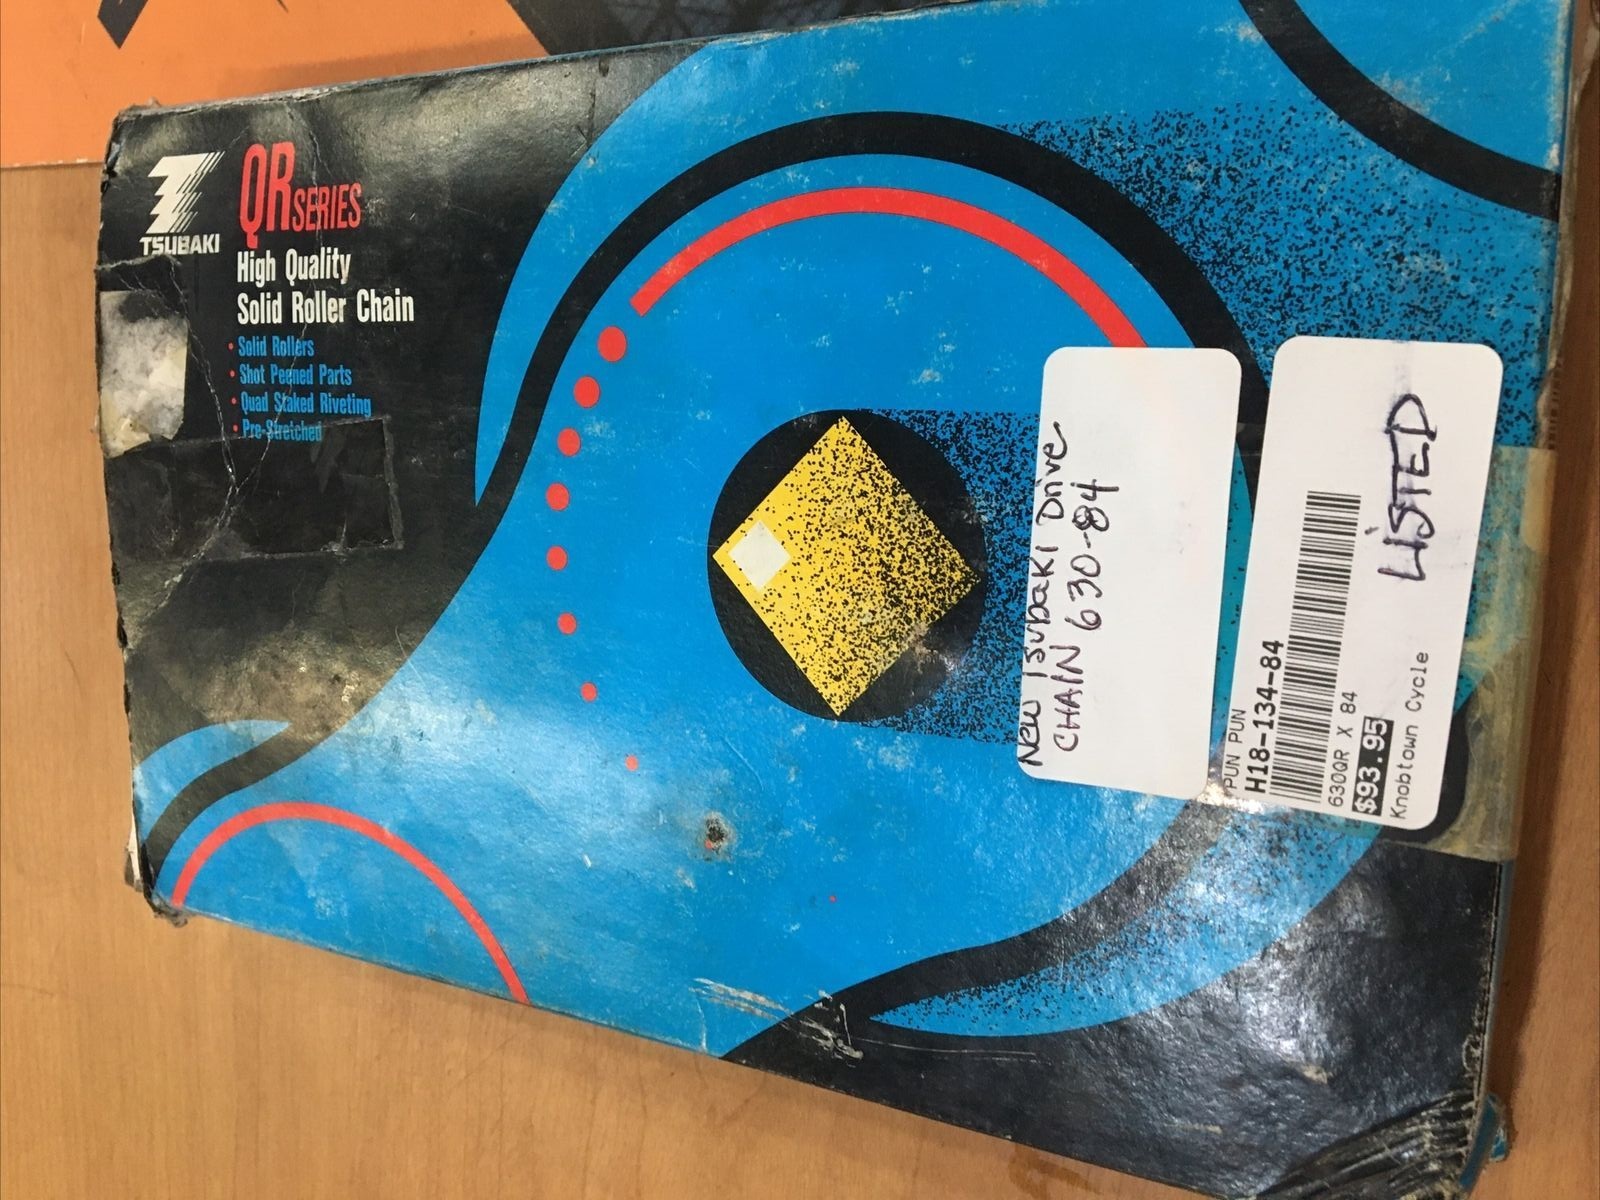 TSUBAKI
QR SERIES
High Quality
Solid Roller Chain
• Solid Rollers
• Shot Peened Parts
• Quad Staked Riveting
• Pre-Stretched
New Tsubaki Drive
CHAIN 630-84
PUN PUN
H18-134-84
630QR X 84
$93.95
Knobtown Cycle
LiSTED